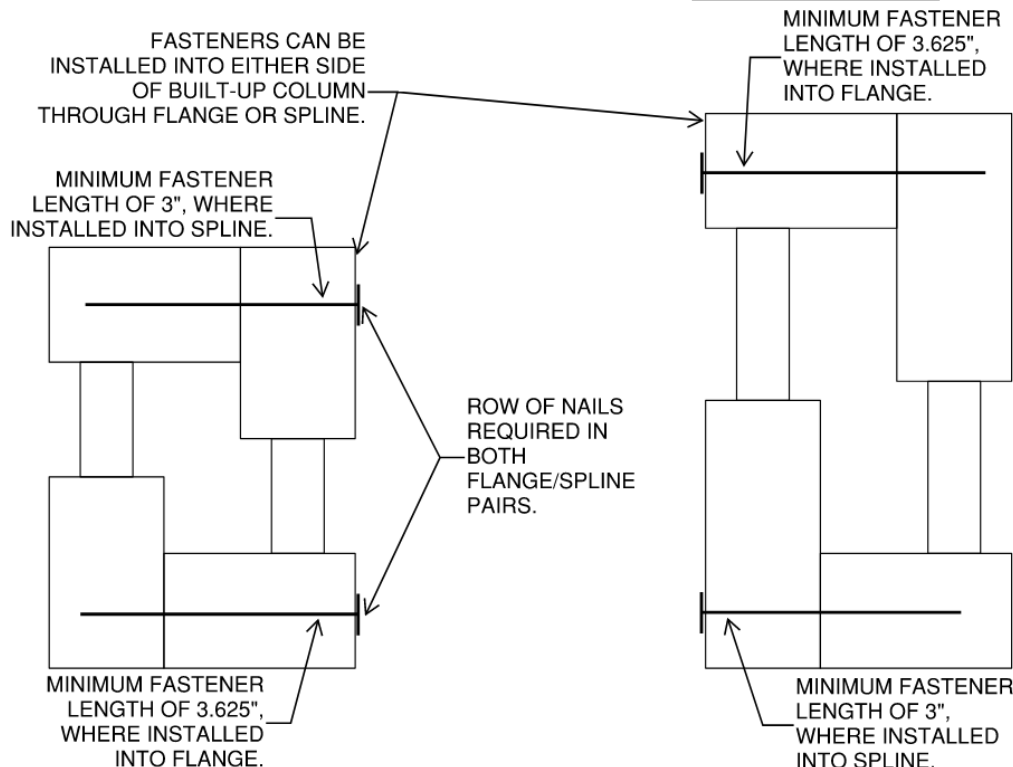 FASTENERS CAN BE
INSTALLED INTO EITHER SIDE
OF BUILT-UP COLUMN
THROUGH FLANGE OR SPLINE.
MINIMUM FASTENER
LENGTH OF 3.625",
WHERE INSTALLED
INTO FLANGE.
MINIMUM FASTENER
LENGTH OF 3", WHERE
INSTALLED INTO SPLINE.
ROW OF NAILS
REQUIRED IN
BOTH
FLANGE/SPLINE
PAIRS.
MINIMUM FASTENER
LENGTH OF 3.625",
WHERE INSTALLED
INTO FLANGE.
MINIMUM FASTENER
LENGTH OF 3",
WHERE INSTALLED
INTO SPLINE.